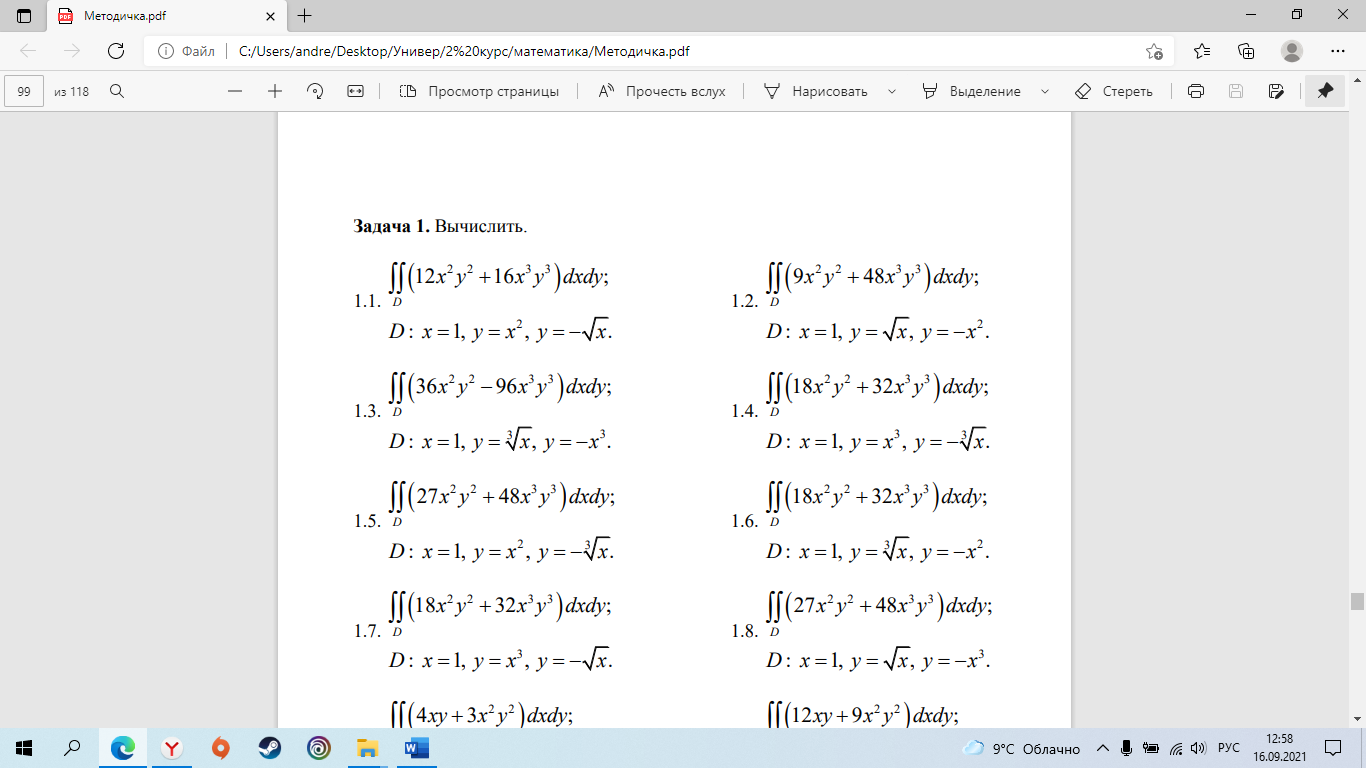 Методичка.pdf
Файл
C:/Users/andre/Desktop/Универ/2%20курс/математика/Методичка.pdf
99 из 118
Просмотр страницы
Прочесть вслух
Нарисовать
Выделение
Стереть
Задача 1. Вычислить.
1.1. ∬_D (12x²y² + 16x³y³) dxdy;
D: x = 1, y = x², y = −√x.
1.2. ∬_D (9x²y² + 48x³y³) dxdy;
D: x = 1, y = √x, y = −x².
1.3. ∬_D (36x²y² − 96x³y³) dxdy;
D: x = 1, y = ∛x, y = −x³.
1.4. ∬_D (18x²y² + 32x³y³) dxdy;
D: x = 1, y = x³, y = −∛x.
1.5. ∬_D (27x²y² + 48x³y³) dxdy;
D: x = 1, y = x², y = −∛x.
1.6. ∬_D (18x²y² + 32x³y³) dxdy;
D: x = 1, y = ∛x, y = −x².
1.7. ∬_D (18x²y² + 32x³y³) dxdy;
D: x = 1, y = x³, y = −√x.
1.8. ∬_D (27x²y² + 48x³y³) dxdy;
D: x = 1, y = √x, y = −x³.
∬ (4xy + 3x²y²) dxdy;
∬ (12xy + 9x²y²) dxdy;
9°C Облачно
РУС
12:58
16.09.2021